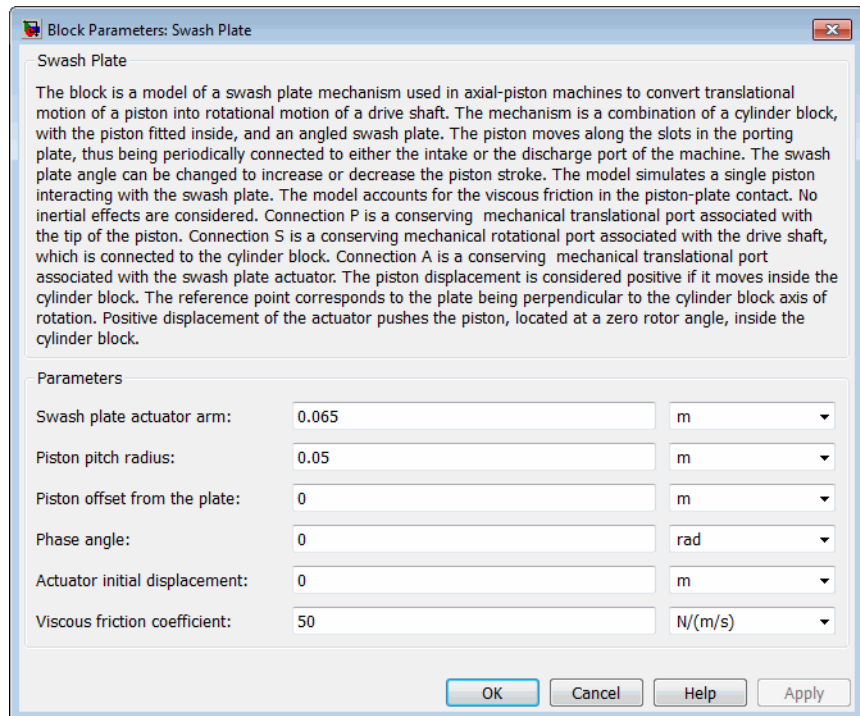 Block Parameters: Swash Plate
Swash Plate
The block is a model of a swash plate mechanism used in axial-piston machines to convert translational
motion of a piston into rotational motion of a drive shaft. The mechanism is a combination of a cylinder block,
with the piston fitted inside, and an angled swash plate. The piston moves along the slots in the porting
plate, thus being periodically connected to either the intake or the discharge port of the machine. The swash
plate angle can be changed to increase or decrease the piston stroke. The model simulates a single piston
interacting with the swash plate. The model accounts for the viscous friction in the piston-plate contact. No
inertial effects are considered. Connection P is a conserving  mechanical translational port associated with
the tip of the piston. Connection S is a conserving mechanical rotational port associated with the drive shaft,
which is connected to the cylinder block. Connection A is a conserving  mechanical translational port
associated with the swash plate actuator. The piston displacement is considered positive if it moves inside the
cylinder block. The reference point corresponds to the plate being perpendicular to the cylinder block axis of
rotation. Positive displacement of the actuator pushes the piston, located at a zero rotor angle, inside the
cylinder block.
Parameters
Swash plate actuator arm: 0.065 m
Piston pitch radius: 0.05 m
Piston offset from the plate: 0 m
Phase angle: 0 rad
Actuator initial displacement: 0 m
Viscous friction coefficient: 50 N/(m/s)
OK Cancel Help Apply